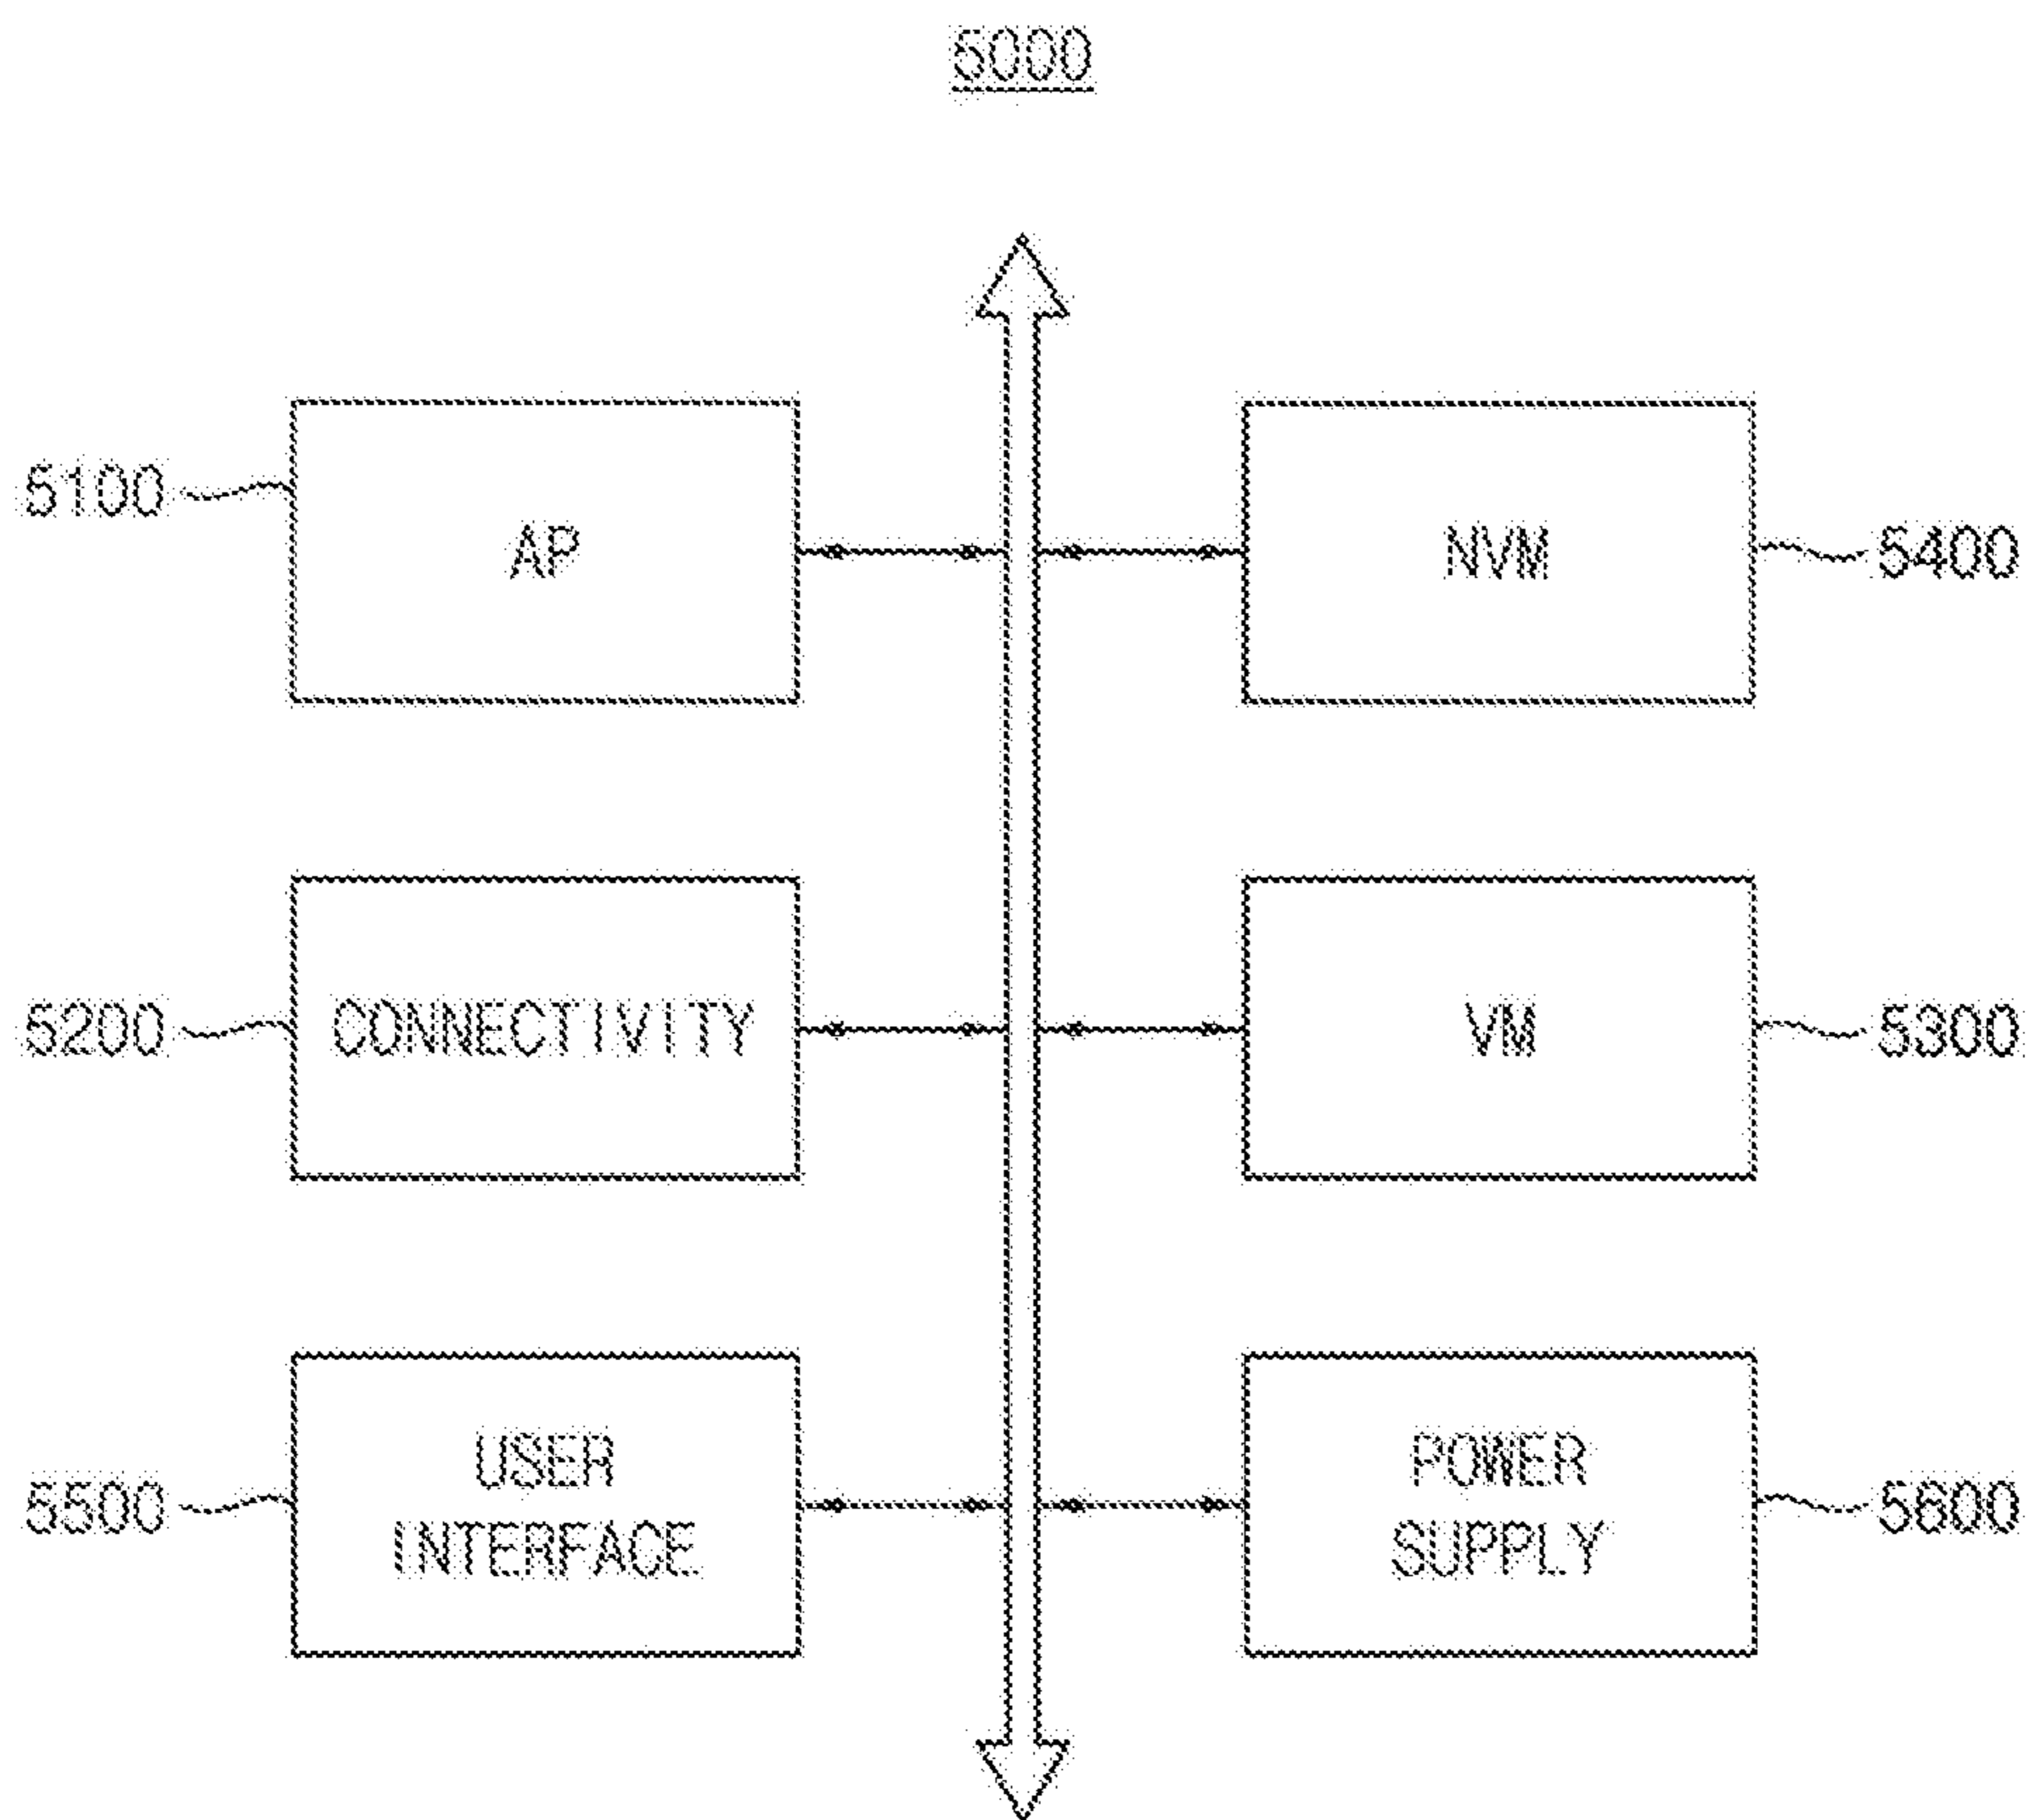 5000
5100
AP
NVM
5400
5200
CONNECTIVITY
VM
5300
5500
USER
INTERFACE
POWER
SUPPLY
5600